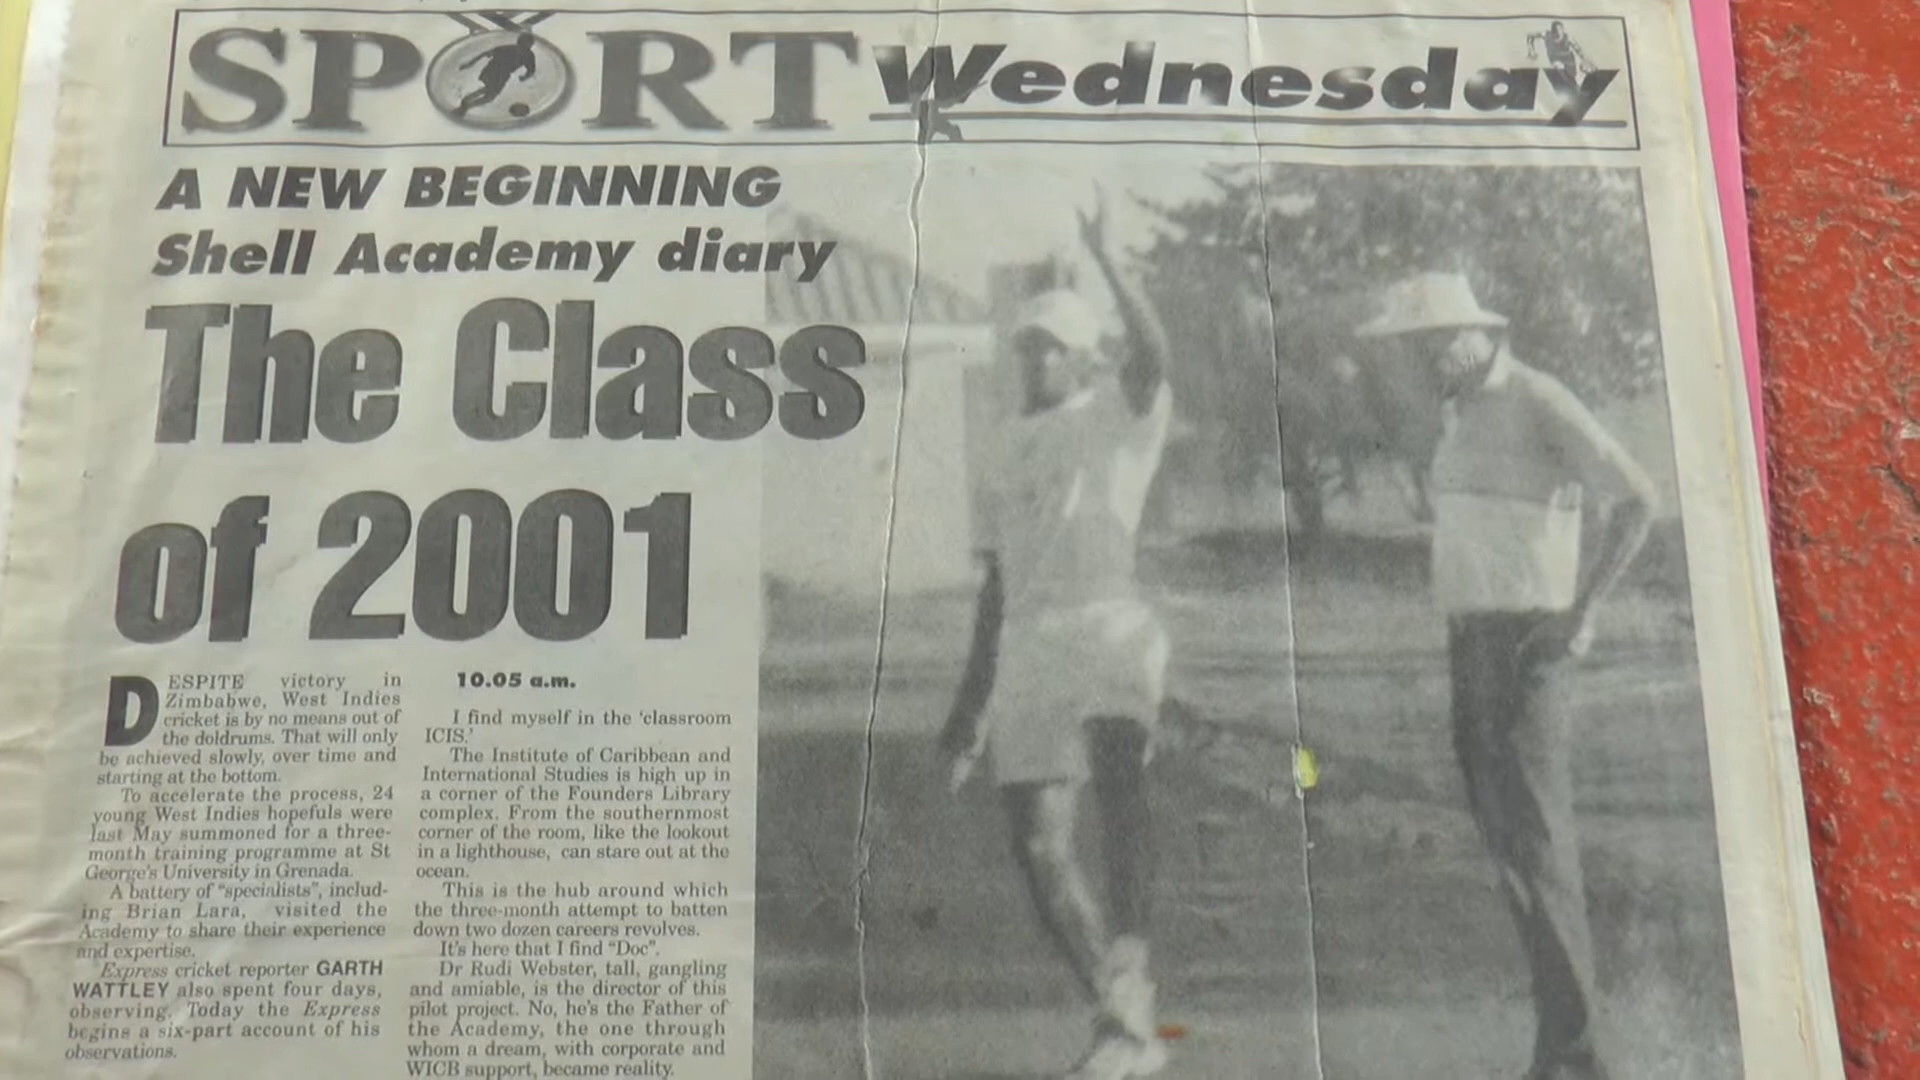 SPORT Wednesday
A NEW BEGINNING
Shell Academy diary
The Class
of 2001
DESPITE victory in
Zimbabwe, West Indies
cricket is by no means out of
the doldrums. That will only
be achieved slowly, over time and
starting at the bottom.
To accelerate the process, 24
young West Indies hopefuls were
last May summoned for a three-
month training programme at St
George's University in Grenada.
A battery of "specialists", includ-
ing Brian Lara, visited the
Academy to share their experience
and expertise.
Express cricket reporter GARTH
WATTLEY also spent four days,
observing. Today the Express
begins a six-part account of his
observations.
10.05 a.m.
I find myself in the 'classroom
ICIS.'
The Institute of Caribbean and
International Studies is high up in
a corner of the Founders Library
complex. From the southernmost
corner of the room, like the lookout
in a lighthouse, can stare out at the
ocean.
This is the hub around which
the three-month attempt to batten
down two dozen careers revolves.
It's here that I find "Doc".
Dr Rudi Webster, tall, gangling
and amiable, is the director of this
pilot project. No, he's the Father of
the Academy, the one through
whom a dream, with corporate and
WICB support, became reality.